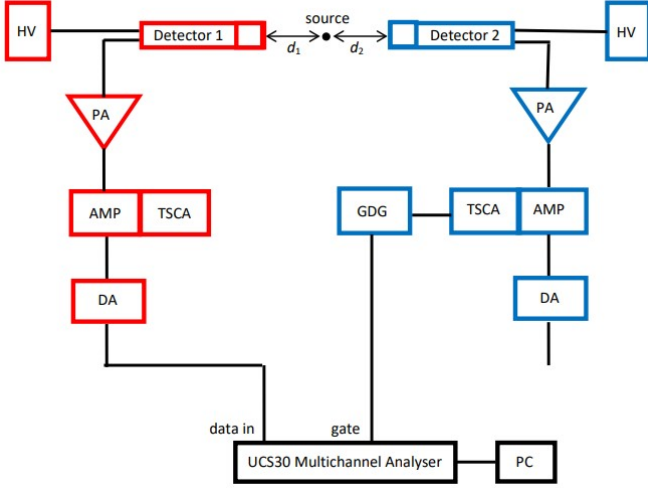 source
HV
Detector 1
d1
d2
Detector 2
HV
PA
PA
AMP
TSCA
GDG
TSCA
AMP
DA
DA
data in
gate
UCS30 Multichannel Analyser
PC